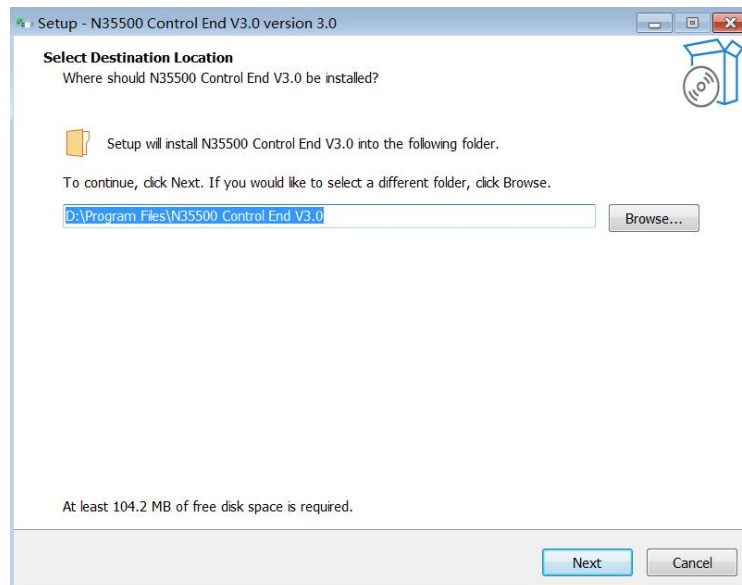 Setup - N35500 Control End V3.0 version 3.0
Select Destination Location
Where should N35500 Control End V3.0 be installed?
Setup will install N35500 Control End V3.0 into the following folder.
To continue, click Next. If you would like to select a different folder, click Browse.
D:\Program Files\N35500 Control End V3.0
Browse...
At least 104.2 MB of free disk space is required.
Next
Cancel